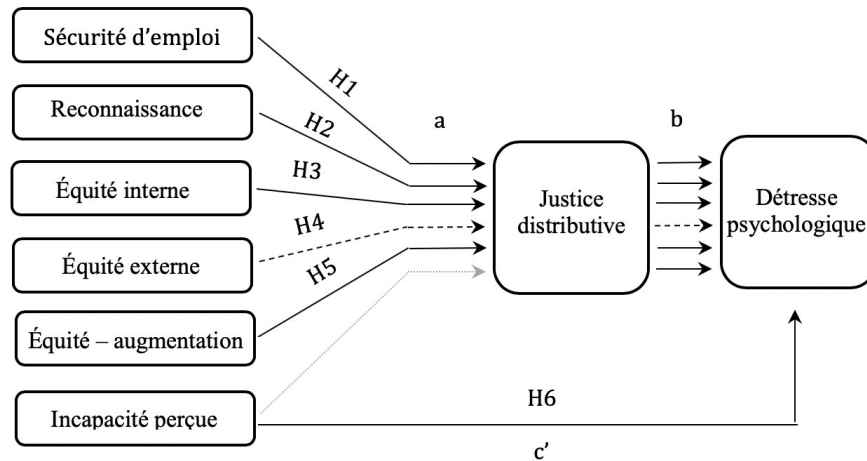 Sécurité d'emploi
Reconnaissance
Équité interne
Équité externe
Équité – augmentation
Incapacité perçue
H1
H2
H3
H4
H5
a
Justice
distributive
b
Détresse
psychologique
H6
c'